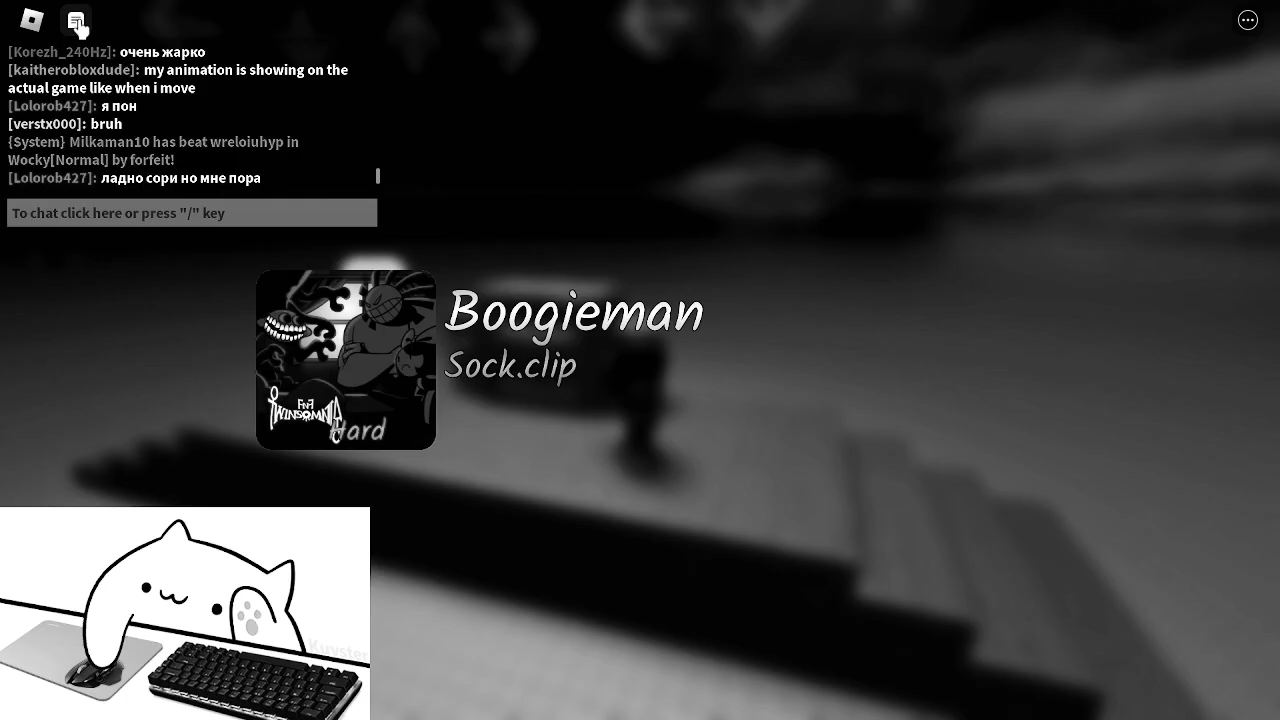 [Korezh_240Hz]: очень жарко
[kaitherobloxdude]: my animation is showing on the
actual game like when i move
[Lolorob427]: я пон
[verstx000]: bruh
{System} Milkaman10 has beat wreloiuhyp in
Wocky[Normal] by forfeit!
[Lolorob427]: ладно сори но мне пора
To chat click here or press "/" key
Boogieman
Sock.clip
FNF
TWINSOMNIA
Hard
Kuvster